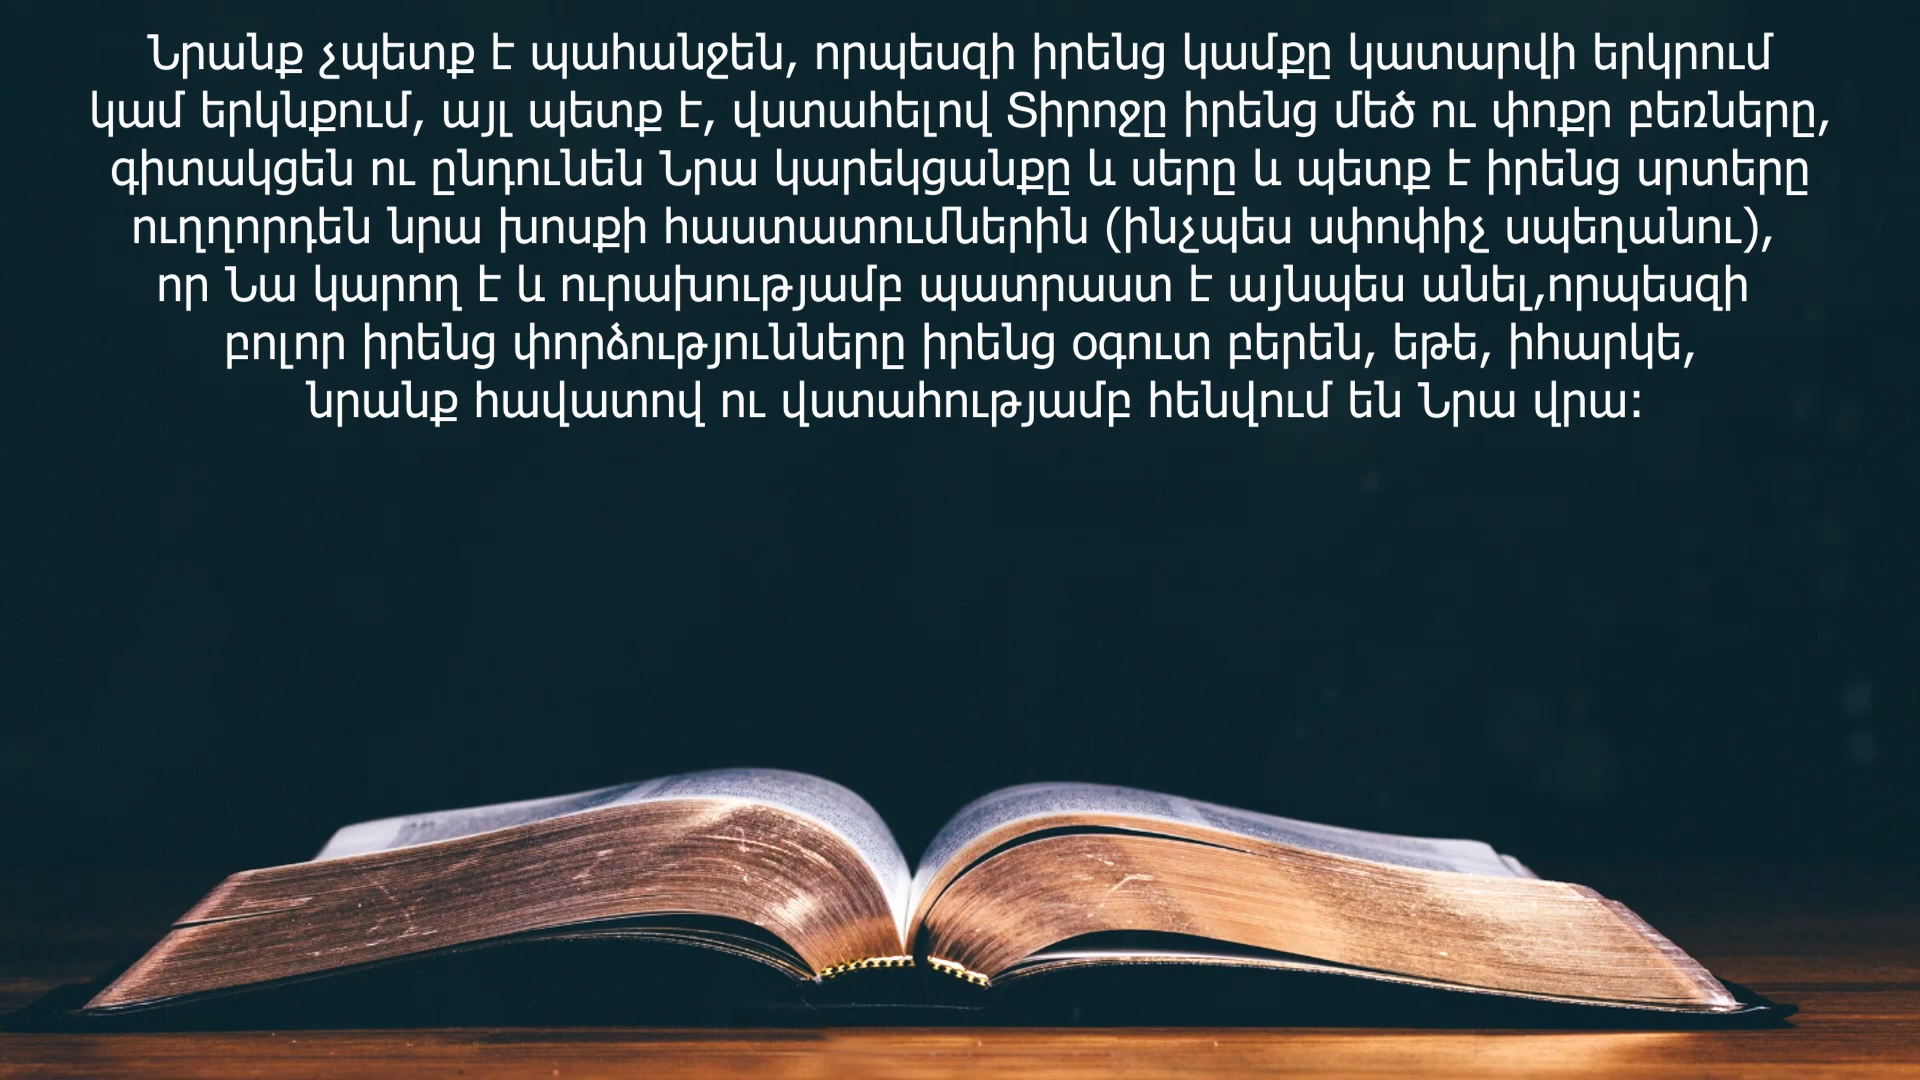 Նրանք չպետք է պահանջեն, որպեսզի իրենց կամքը կատարվի երկրում
կամ երկնքում, այլ պետք է, վստահելով Տիրոջը իրենց մեծ ու փոքր բեռները,
գիտակցեն ու ընդունեն Նրա կարեկցանքը և սերը և պետք է իրենց սրտերը
ուղղորդեն նրա խոսքի հաստատումներին (ինչպես սփոփիչ սպեղանու),
որ Նա կարող է և ուրախությամբ պատրաստ է այնպես անել,որպեսզի
բոլոր իրենց փորձությունները իրենց օգուտ բերեն, եթե, իհարկե,
նրանք հավատով ու վստահությամբ հենվում են Նրա վրա: